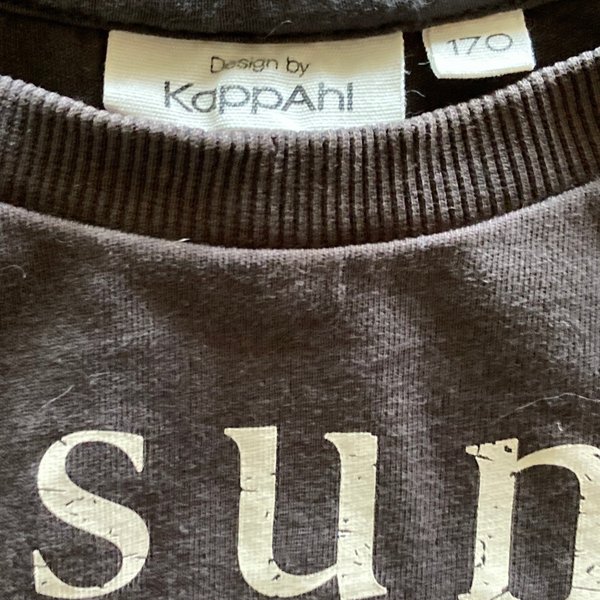 Design by
KappAhl
170
sun